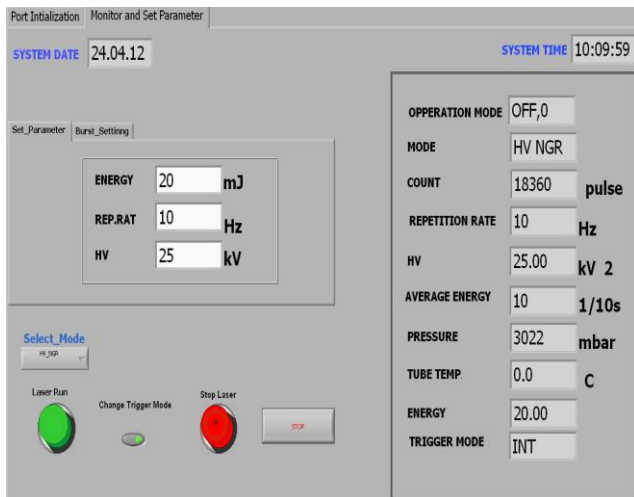 Port Intialization Monitor and Set Parameter
SYSTEM DATE 24.04.12
SYSTEM TIME 10:09:59
Set_Parameter Burst_Settinng
ENERGY 20 mJ
REP.RAT 10 Hz
HV 25 kV
Select_Mode
HV_NGR
Laser Run
Change Trigger Mode
Stop Laser
STOP
OPPERATION MODE OFF,0
MODE HV NGR
COUNT 18360 pulse
REPETITION RATE 10 Hz
HV 25.00 kV 2
AVERAGE ENERGY 10 1/10s
PRESSURE 3022 mbar
TUBE TEMP. 0.0 C
ENERGY 20.00
TRIGGER MODE INT